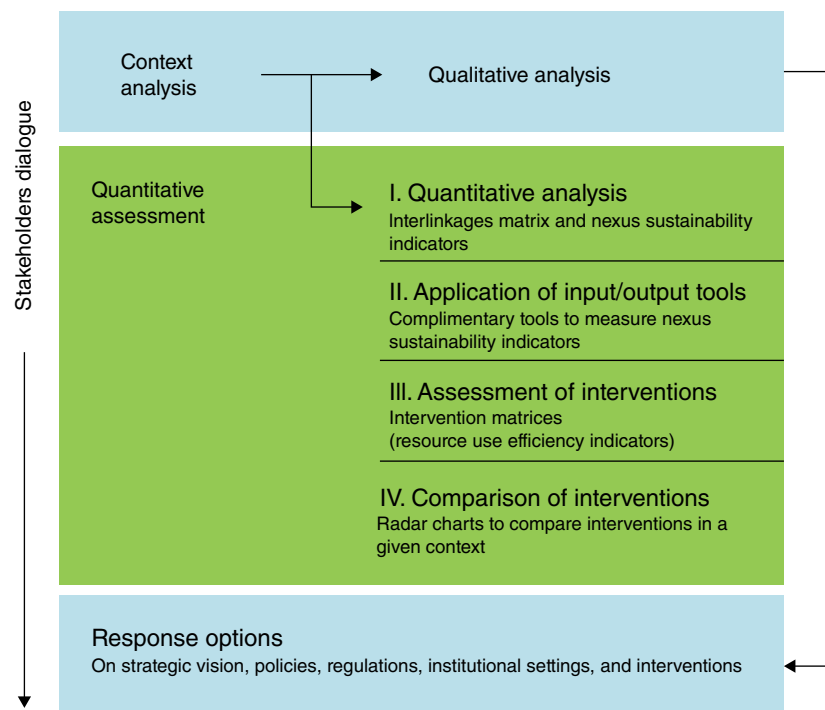 Stakeholders dialogue
Context
analysis
Qualitative analysis
Quantitative
assessment
I. Quantitative analysis
Interlinkages matrix and nexus sustainability
indicators
II. Application of input/output tools
Complimentary tools to measure nexus
sustainability indicators
III. Assessment of interventions
Intervention matrices
(resource use efficiency indicators)
IV. Comparison of interventions
Radar charts to compare interventions in a
given context
Response options
On strategic vision, policies, regulations, institutional settings, and interventions